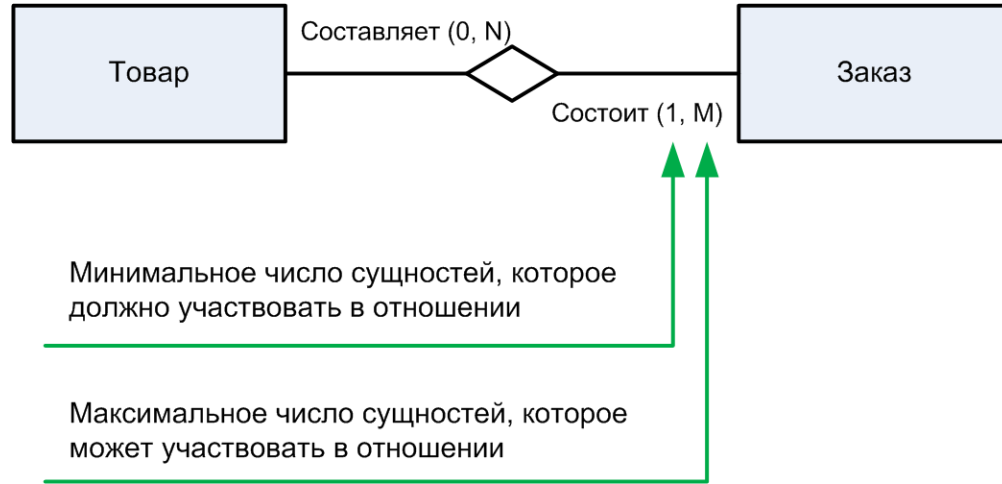 Составляет (0, N)
Товар
Заказ
Состоит (1, M)
Минимальное число сущностей, которое
должно участвовать в отношении
Максимальное число сущностей, которое
может участвовать в отношении